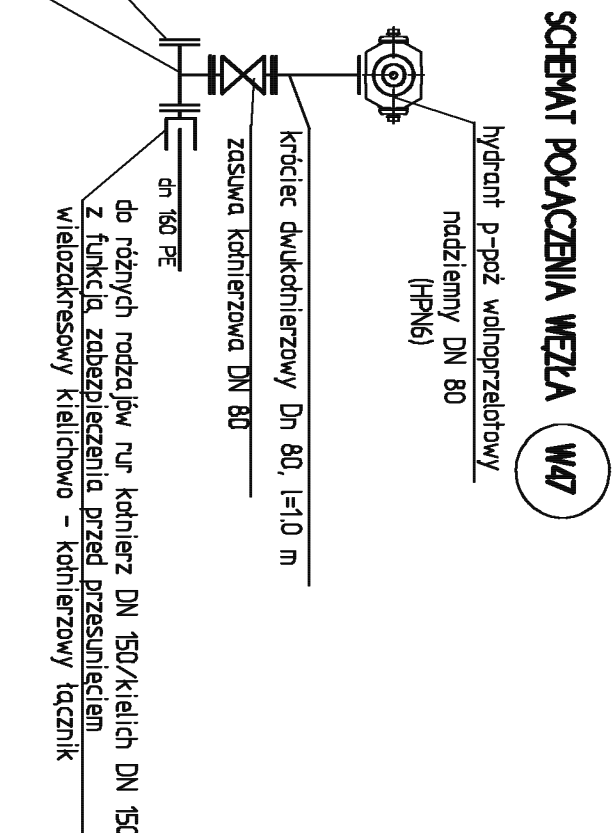 SCHEMAT POŁĄCZENIA WĘZŁA W47
hydrant p-poż wolnoprzelotowy
nadziemny DN 80
(HPN6)
króciec dwukołnierzowy Dn 80, l=1.0 m
zasuwa kołnierzowa DN 80
dn 160 PE
do różnych rodzajów rur kołnierz DN 150/kielich DN 150
z funkcją zabezpieczenia przed przesunięciem
wielozakresowy kielichowo - kołnierzowy łącznik